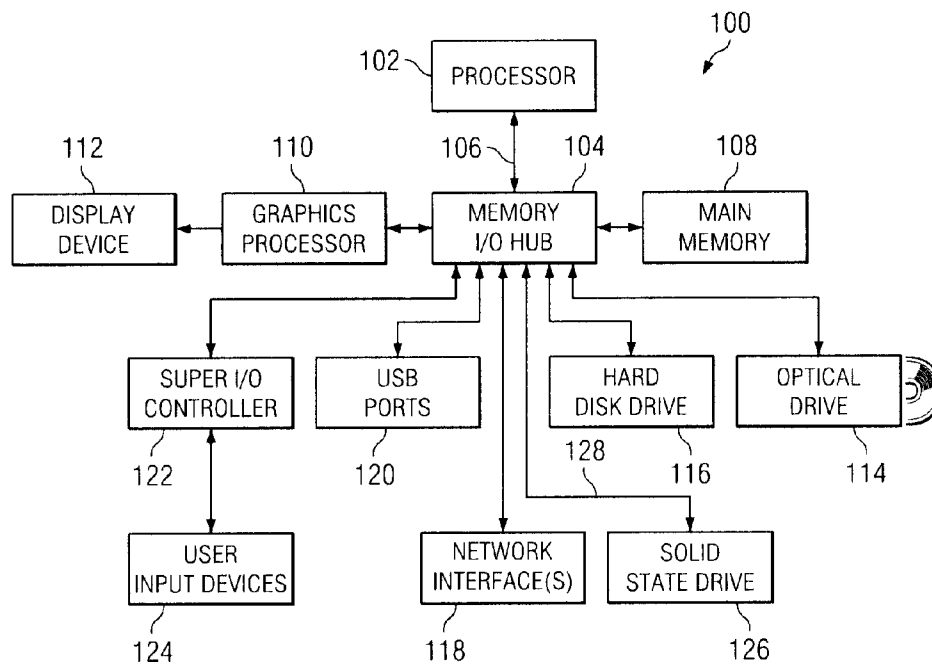 100
102
PROCESSOR
106
104
108
112
110
DISPLAY
DEVICE
GRAPHICS
PROCESSOR
MEMORY
I/O HUB
MAIN
MEMORY
SUPER I/O
CONTROLLER
USB
PORTS
HARD
DISK DRIVE
OPTICAL
DRIVE
122
120
128
116
114
USER
INPUT DEVICES
NETWORK
INTERFACE(S)
SOLID
STATE DRIVE
124
118
126